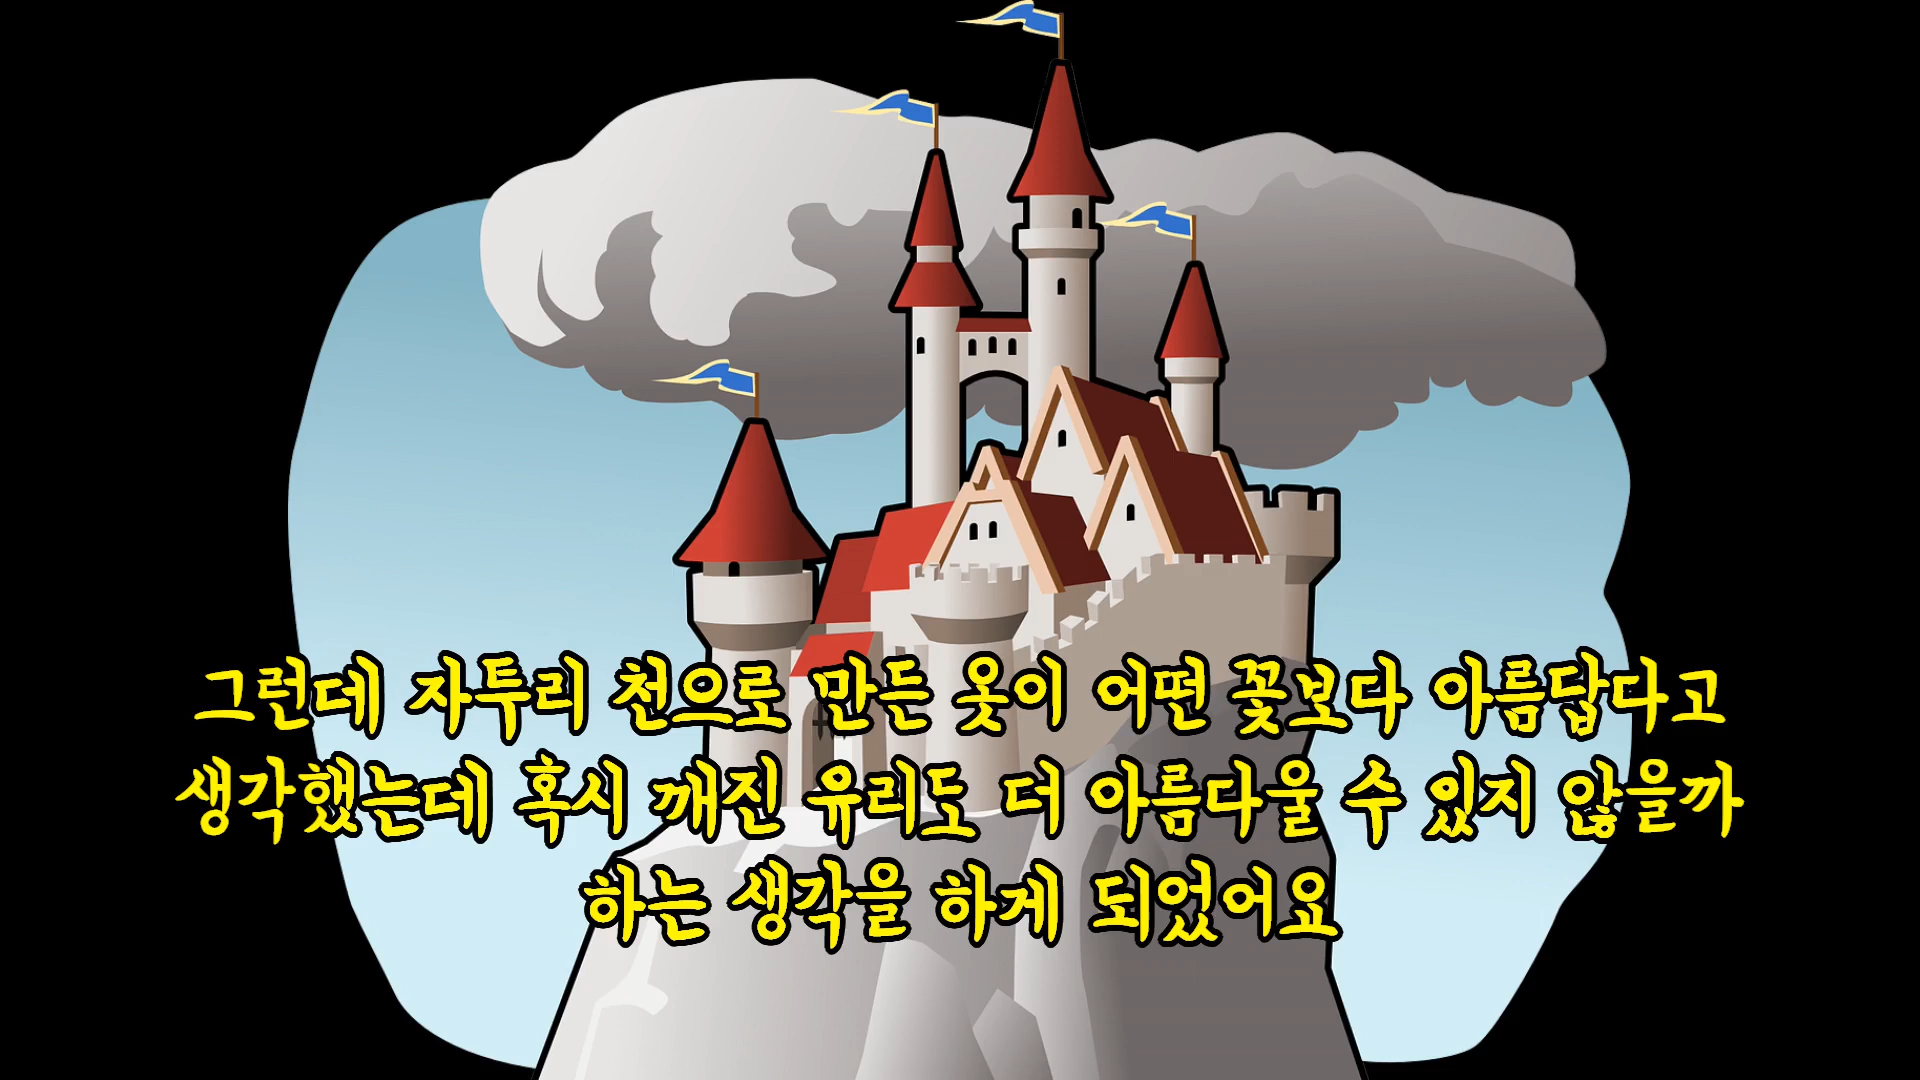 그런데 자투리 천으로 만든 옷이 어떤 꽃보다 아름답다고
생각했는데 혹시 깨진 유리도 더 아름다울 수 있지 않을까
하는 생각을 하게 되었어요